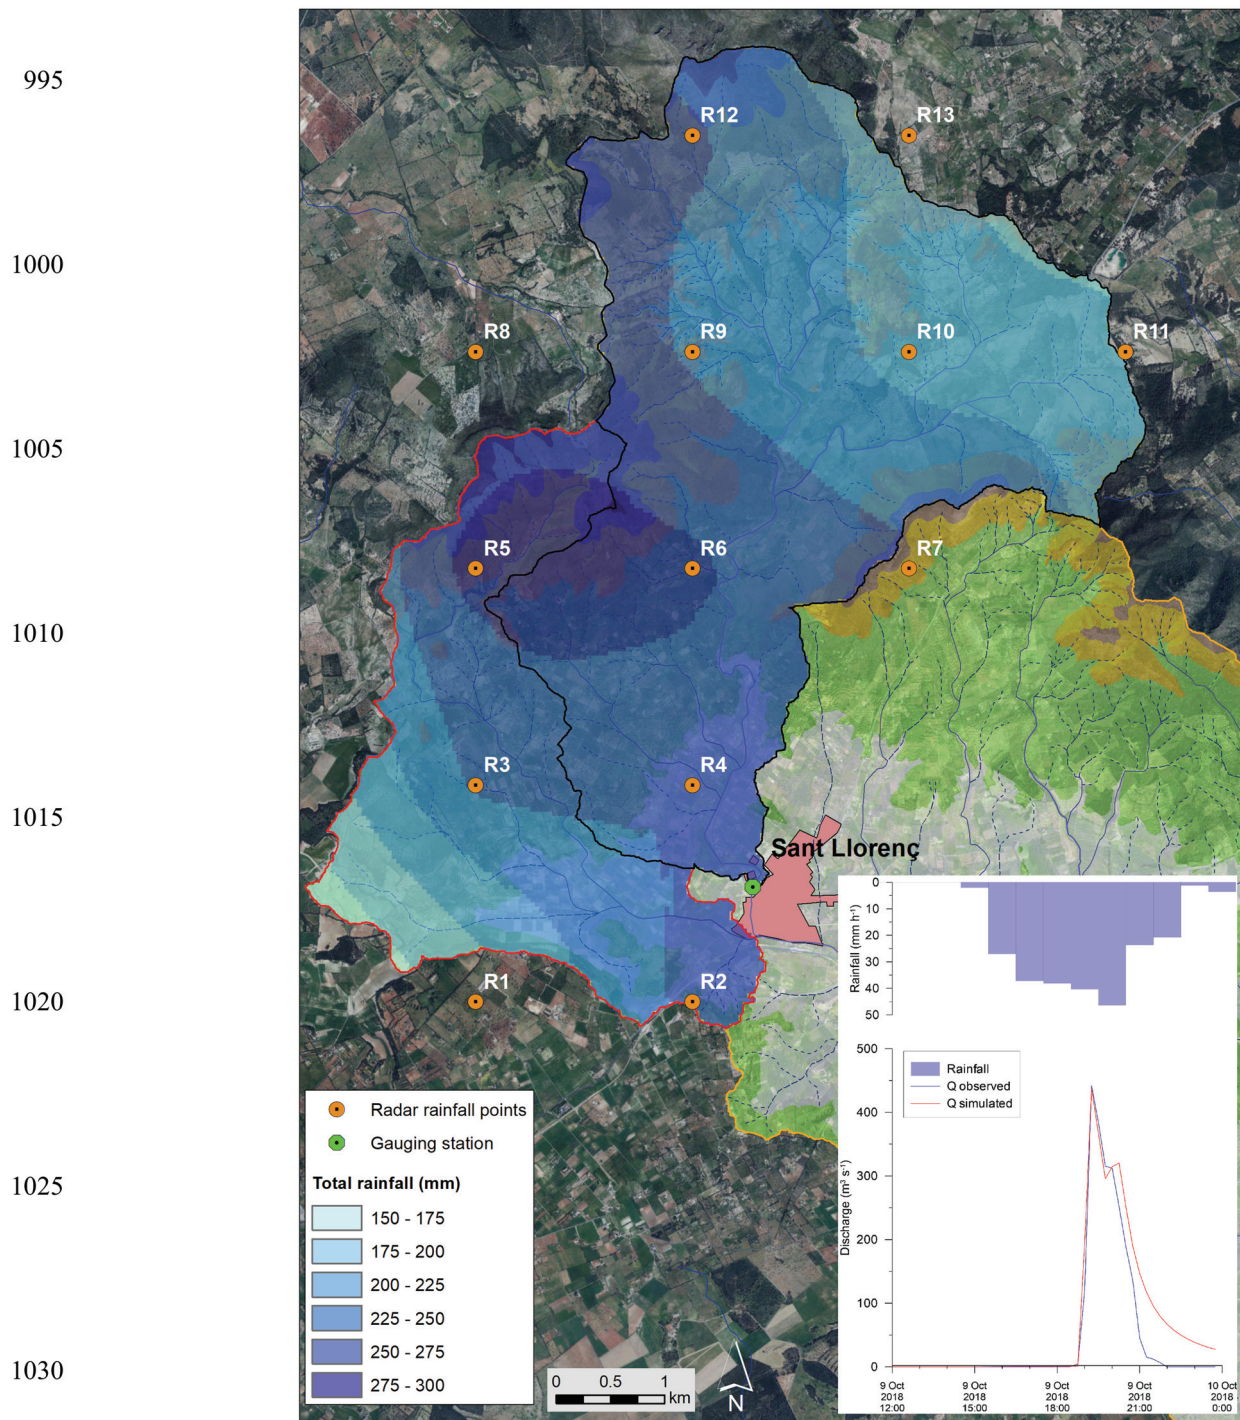 995
1000
1005
1010
1015
1020
1025
1030
R12
R13
R8
R9
R10
R11
R5
R6
R7
R3
R4
Sant Llorenç
R1
R2
Radar rainfall points
Gauging station
Total rainfall (mm)
150 - 175
175 - 200
200 - 225
225 - 250
250 - 275
275 - 300
0 0.5 1
km
N
Rainfall (mm h⁻¹)
0
10
20
30
40
50
Discharge (m³ s⁻¹)
500
400
300
200
100
0
Rainfall
Q observed
Q simulated
9 Oct 2018 12:00
9 Oct 2018 15:00
9 Oct 2018 18:00
9 Oct 2018 21:00
10 Oct 2018 0:00